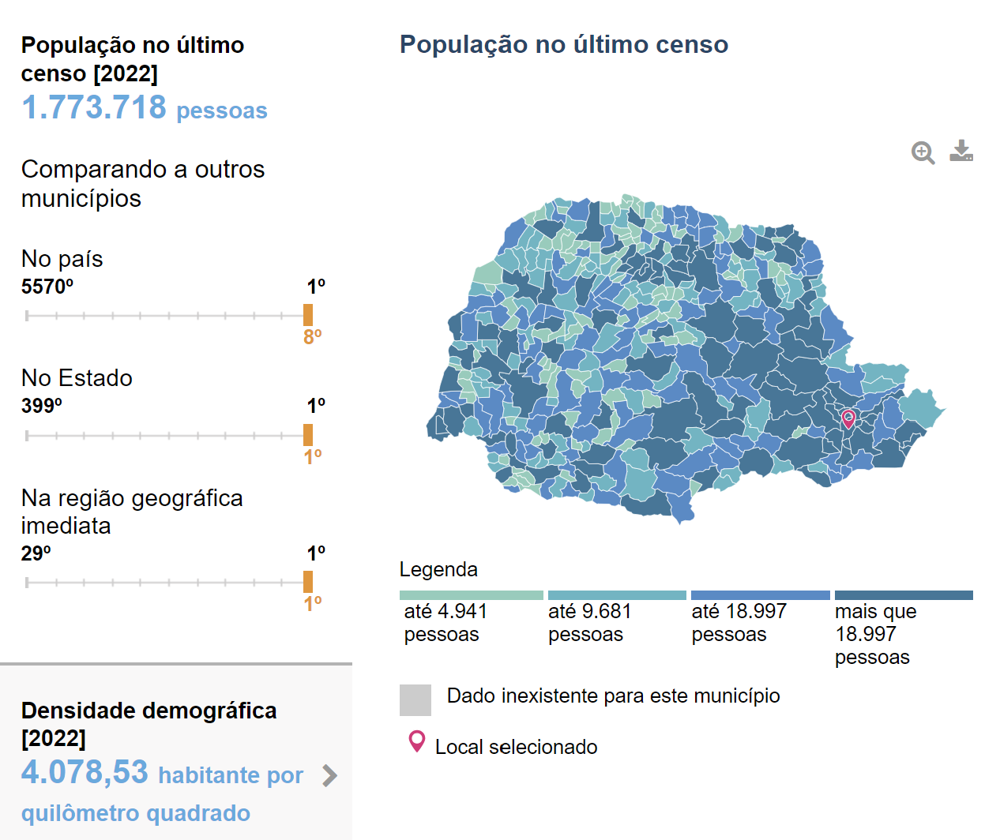 População no último
censo [2022]
1.773.718 pessoas
Comparando a outros
municípios
No país
5570º 1º
8º
No Estado
399º 1º
1º
Na região geográfica
imediata
29º 1º
1º
Densidade demográfica
[2022]
4.078,53 habitante por
quilômetro quadrado
População no último censo
Legenda
até 4.941
pessoas
até 9.681
pessoas
até 18.997
pessoas
mais que
18.997
pessoas
Dado inexistente para este município
Local selecionado